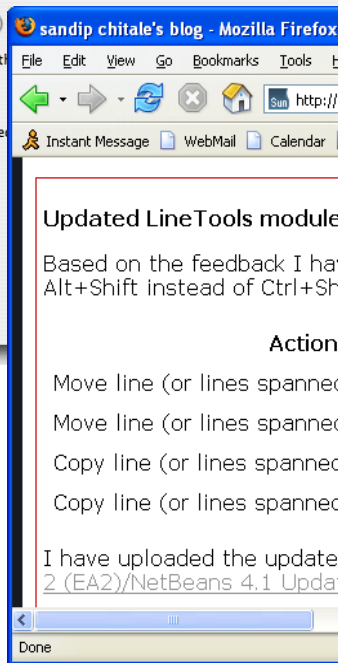 sandip chitale's blog - Mozilla Firefox
File Edit View Go Bookmarks Tools H
Sun http://
Instant Message WebMail Calendar
Updated LineTools module
Based on the feedback I hav
Alt+Shift instead of Ctrl+Sh
Action
Move line (or lines spanned
Move line (or lines spanned
Copy line (or lines spanned
Copy line (or lines spanned
I have uploaded the update
2 (EA2)/NetBeans 4.1 Updat
Done